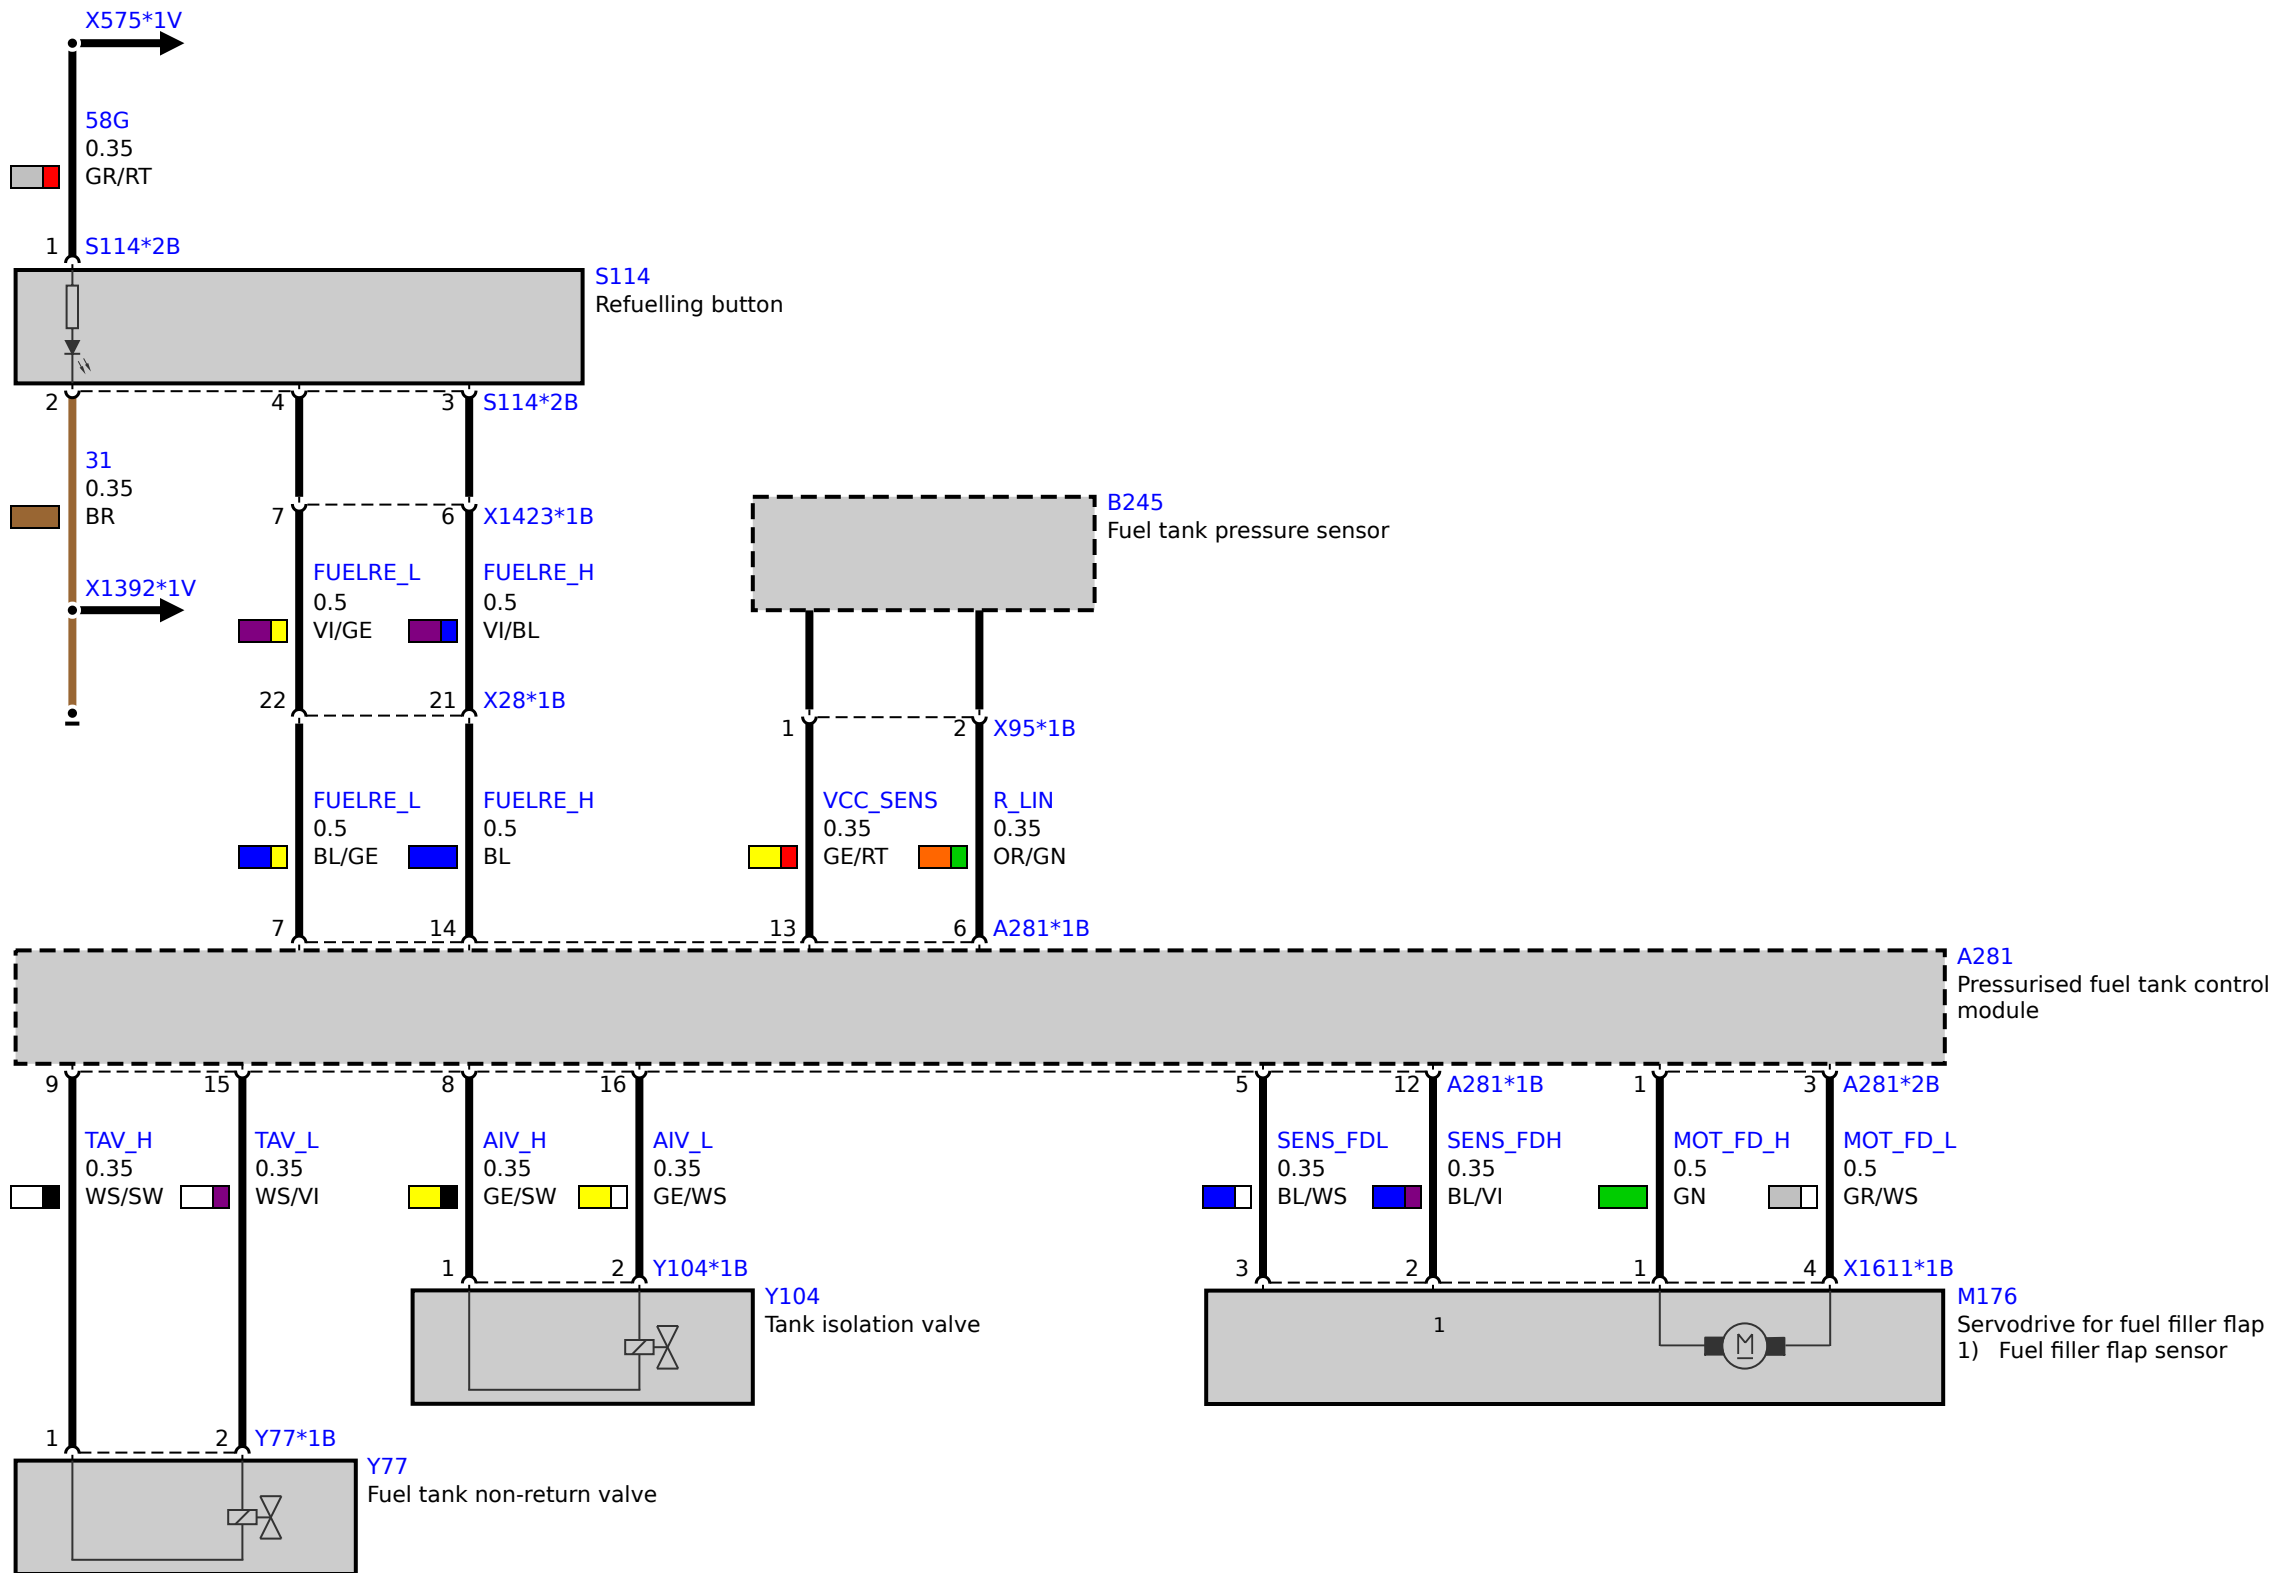 X575*1V
58G
0.35
GR/RT
1 S114*2B
S114
Refuelling button
2 4 3 S114*2B
31
0.35
BR
X1392*1V
7 6 X1423*1B
FUELRE_L
0.5
VI/GE
FUELRE_H
0.5
VI/BL
22 21 X28*1B
B245
Fuel tank pressure sensor
1 2 X95*1B
FUELRE_L
0.5
BL/GE
FUELRE_H
0.5
BL
VCC_SENS
0.35
GE/RT
R_LIN
0.35
OR/GN
7 14 13 6 A281*1B
A281
Pressurised fuel tank control
module
9 15 8 16 5 12 A281*1B 1 3 A281*2B
TAV_H
0.35
WS/SW
TAV_L
0.35
WS/VI
AIV_H
0.35
GE/SW
AIV_L
0.35
GE/WS
SENS_FDL
0.35
BL/WS
SENS_FDH
0.35
BL/VI
MOT_FD_H
0.5
GN
MOT_FD_L
0.5
GR/WS
1 2 Y104*1B
Y104
Tank isolation valve
3 2 1 4 X1611*1B
1
M
M176
Servodrive for fuel filler flap
1) Fuel filler flap sensor
1 2 Y77*1B
Y77
Fuel tank non-return valve